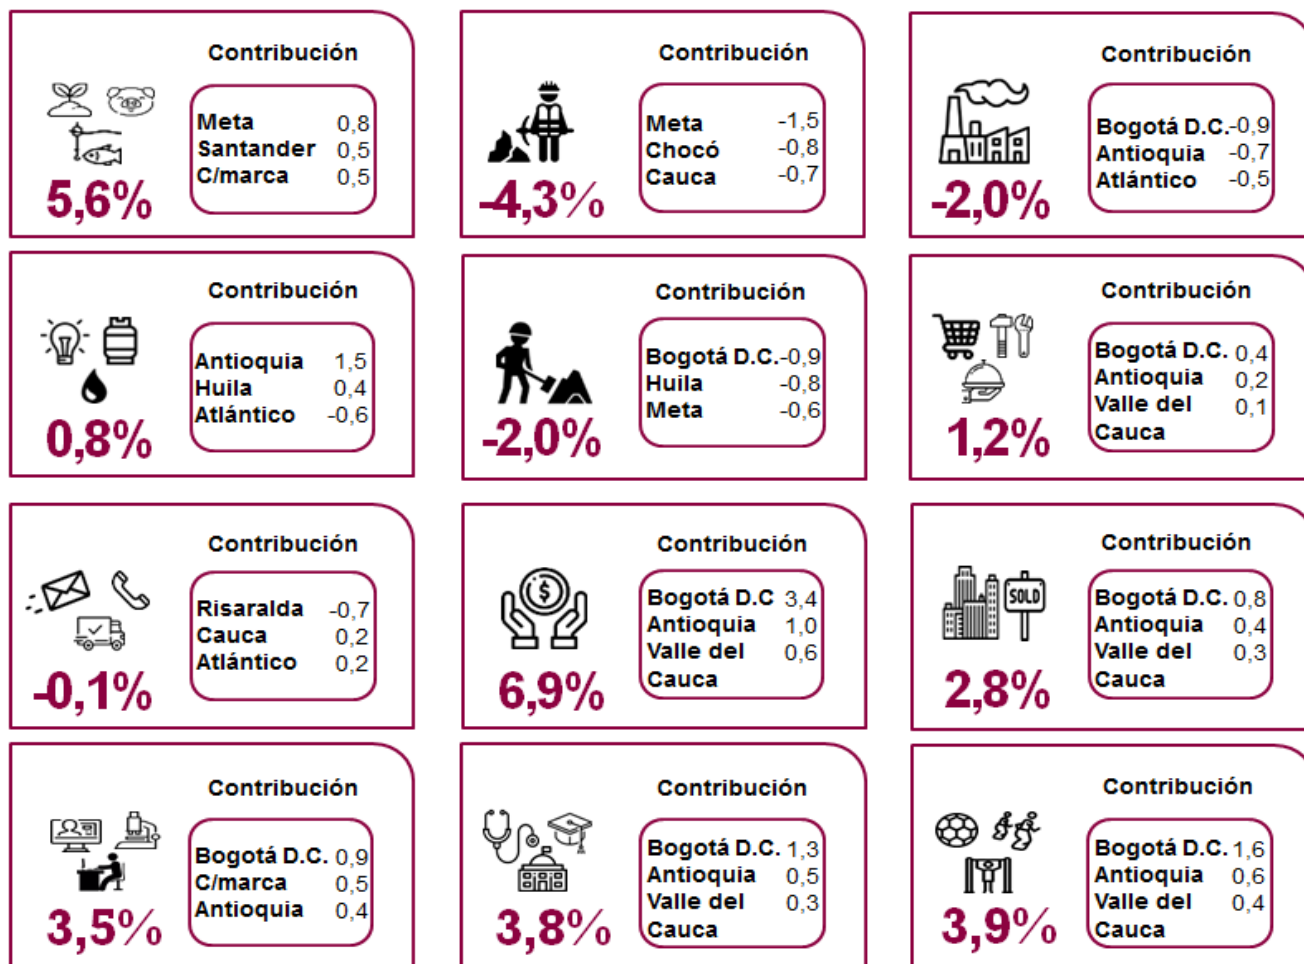 Contribución
Meta 0,8
Santander 0,5
C/marca 0,5
5,6%
Contribución
Meta -1,5
Chocó -0,8
Cauca -0,7
-4,3%
Contribución
Bogotá D.C. -0,9
Antioquia -0,7
Atlántico -0,5
-2,0%
Contribución
Antioquia 1,5
Huila 0,4
Atlántico -0,6
0,8%
Contribución
Bogotá D.C. -0,9
Huila -0,8
Meta -0,6
-2,0%
Contribución
Bogotá D.C. 0,4
Antioquia 0,2
Valle del 0,1
Cauca
1,2%
Contribución
Risaralda -0,7
Cauca 0,2
Atlántico 0,2
-0,1%
Contribución
Bogotá D.C 3,4
Antioquia 1,0
Valle del 0,6
Cauca
6,9%
Contribución
SOLD
Bogotá D.C. 0,8
Antioquia 0,4
Valle del 0,3
Cauca
2,8%
Contribución
Bogotá D.C. 0,9
C/marca 0,5
Antioquia 0,4
3,5%
Contribución
Bogotá D.C. 1,3
Antioquia 0,5
Valle del 0,3
Cauca
3,8%
Contribución
Bogotá D.C. 1,6
Antioquia 0,6
Valle del 0,4
Cauca
3,9%